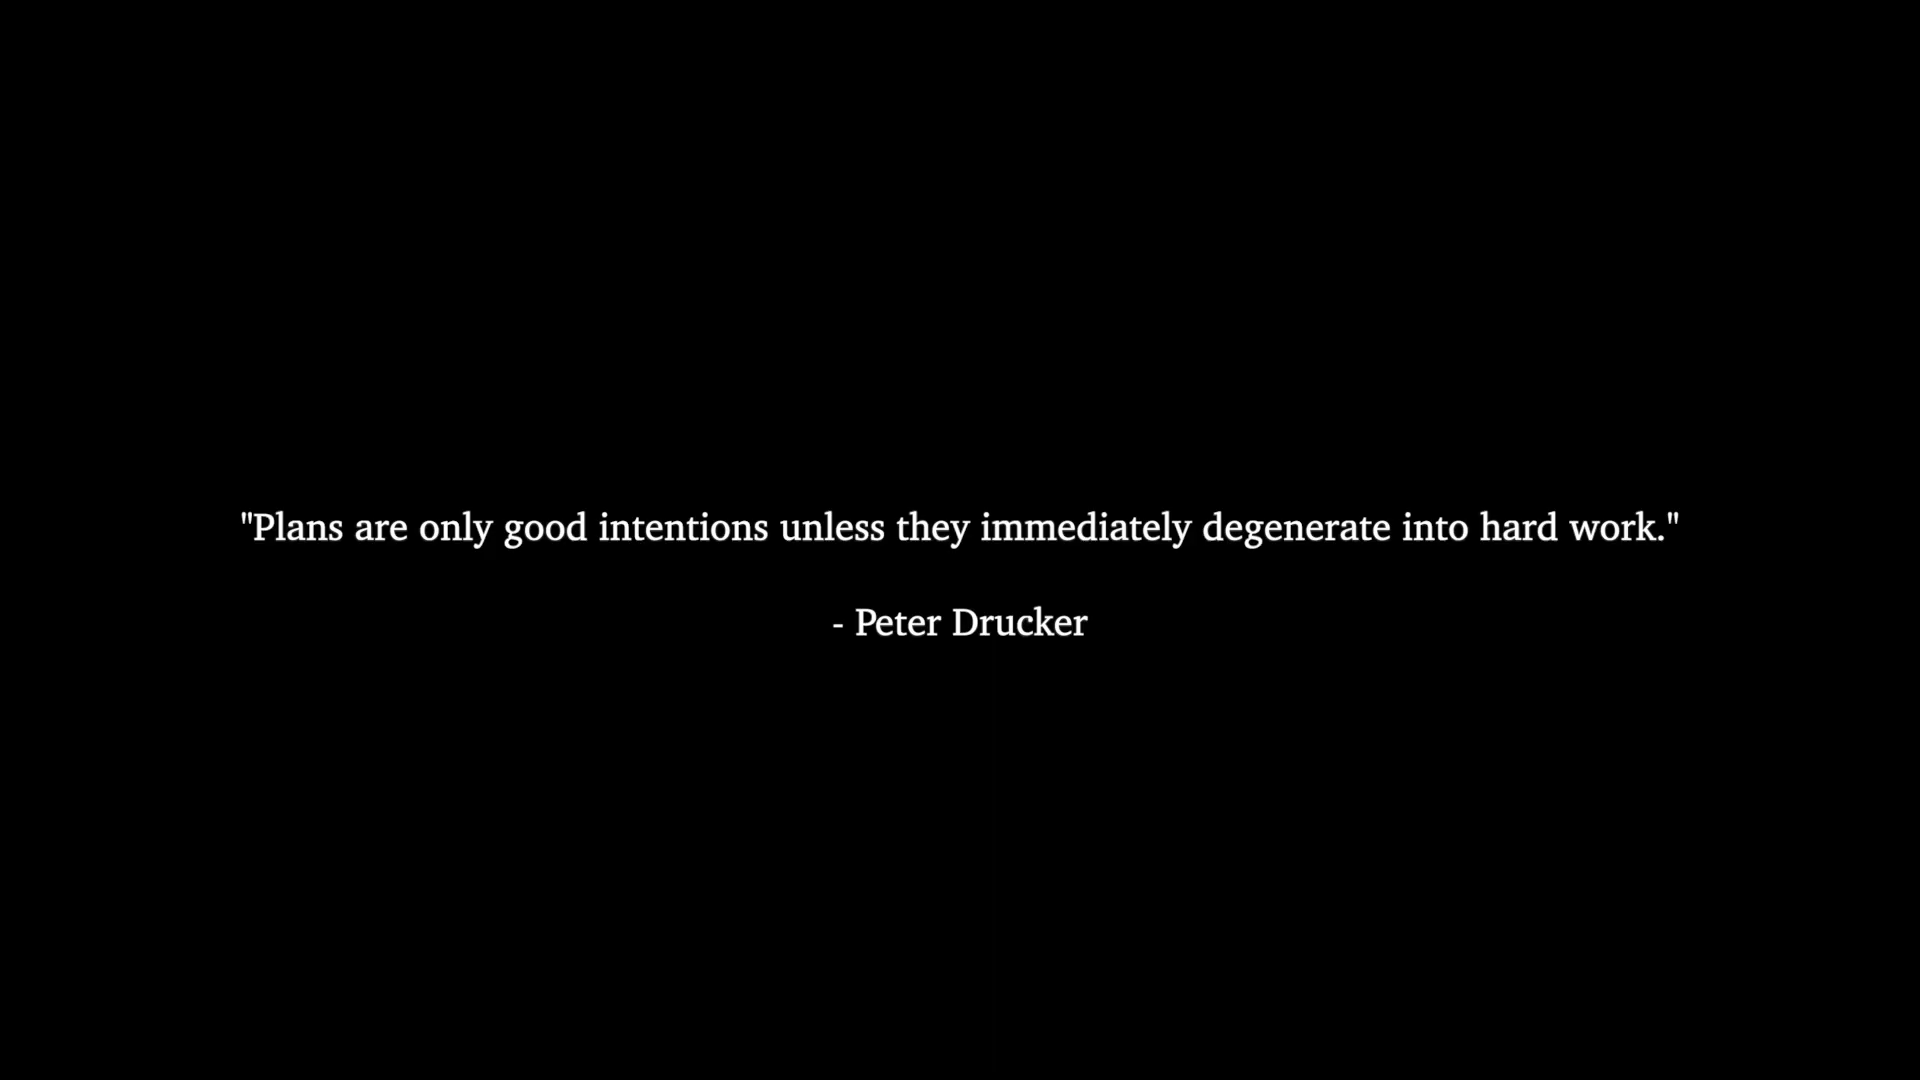 "Plans are only good intentions unless they immediately degenerate into hard work."
- Peter Drucker